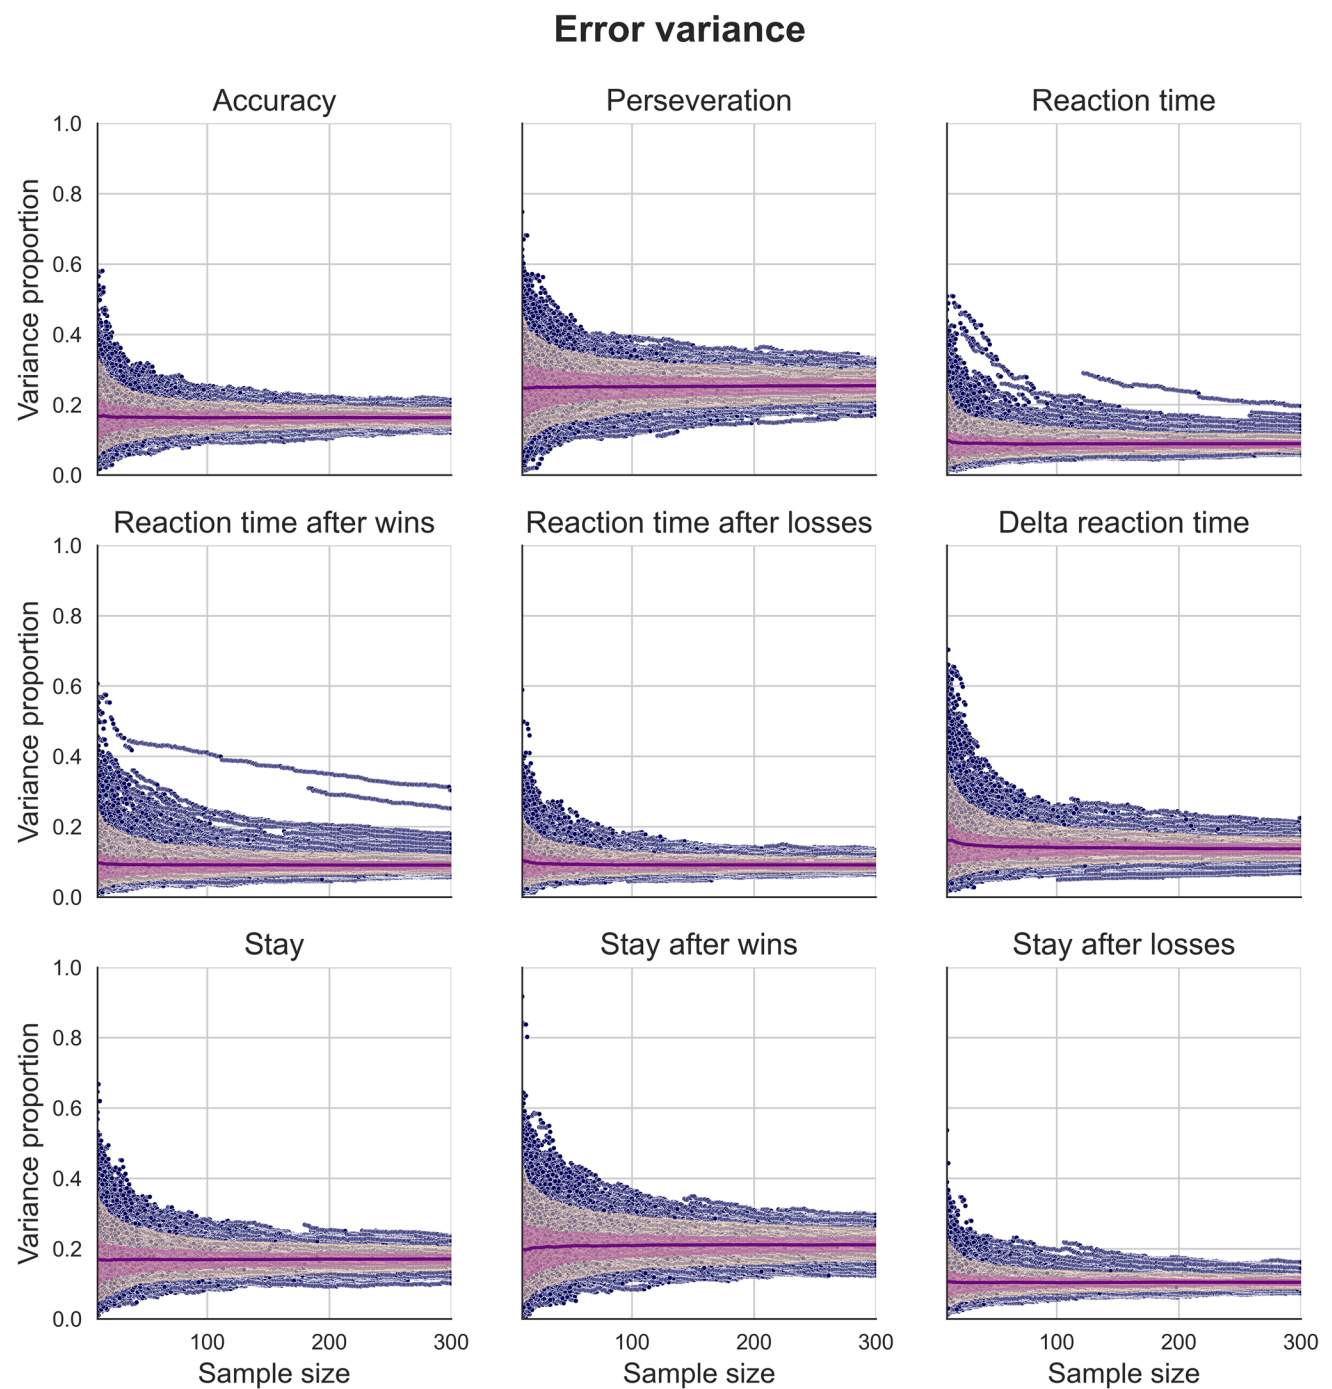 Error variance
Accuracy
Perseveration
Reaction time
Variance proportion
1.0
0.8
0.6
0.4
0.2
0.0
Reaction time after wins
Reaction time after losses
Delta reaction time
Variance proportion
1.0
0.8
0.6
0.4
0.2
0.0
Stay
Stay after wins
Stay after losses
Variance proportion
1.0
0.8
0.6
0.4
0.2
0.0
100 200 300
100 200 300
100 200 300
Sample size
Sample size
Sample size